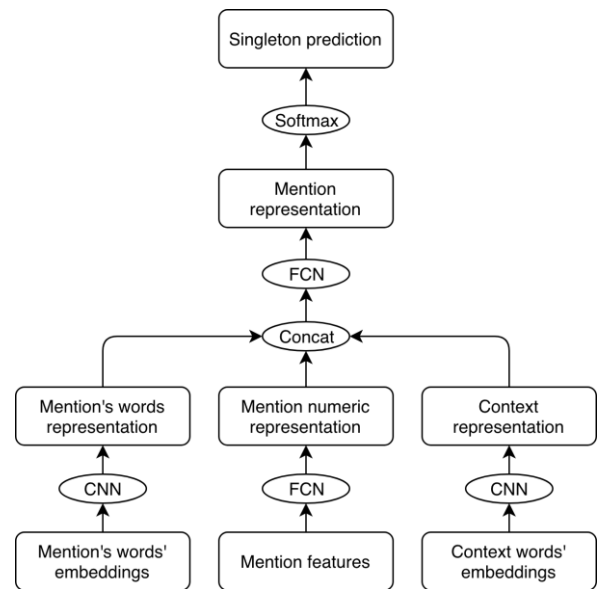 Singleton prediction
Softmax
Mention
representation
FCN
Concat
Mention's words
representation
Mention numeric
representation
Context
representation
CNN
FCN
CNN
Mention's words'
embeddings
Mention features
Context words'
embeddings